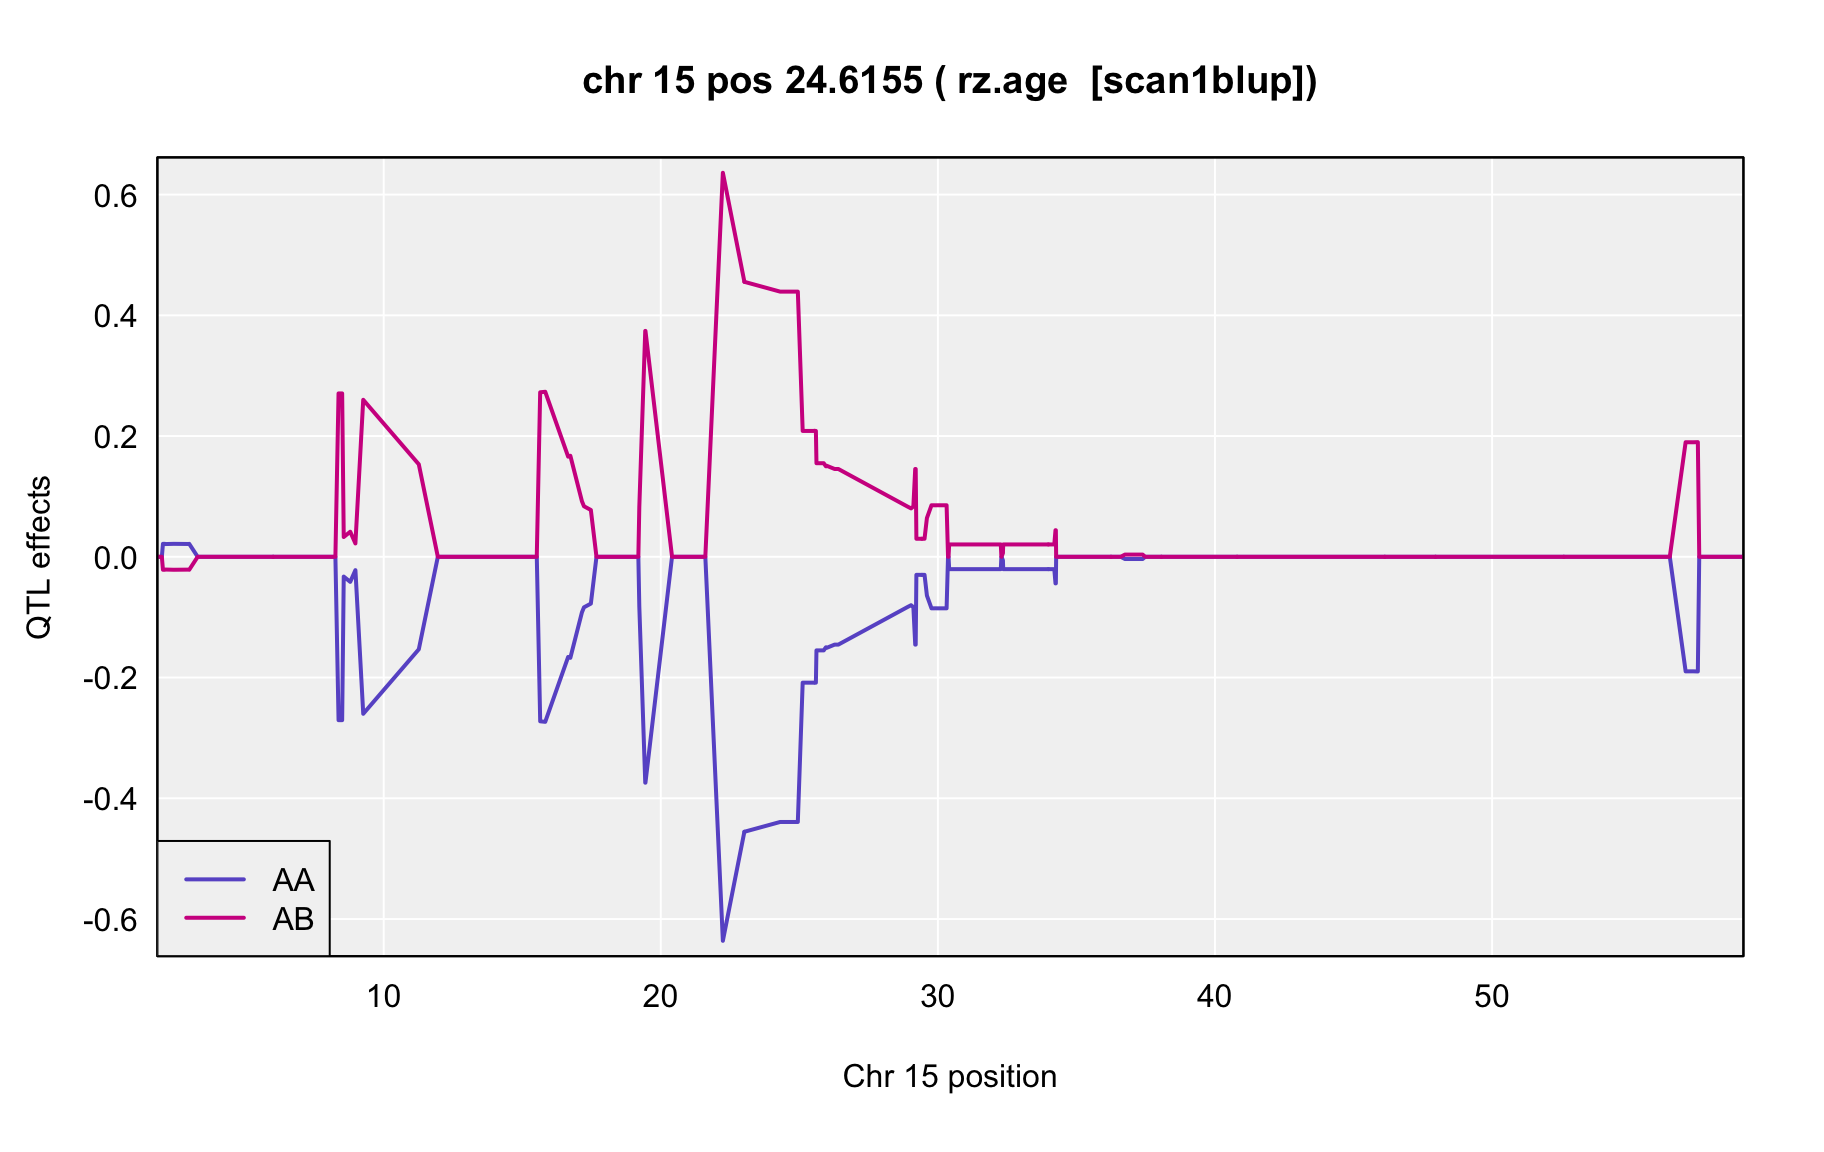 chr 15 pos 24.6155 ( rz.age  [scan1blup])
QTL effects
0.6
0.4
0.2
0.0
-0.2
-0.4
-0.6
AA
AB
10 20 30 40 50
Chr 15 position